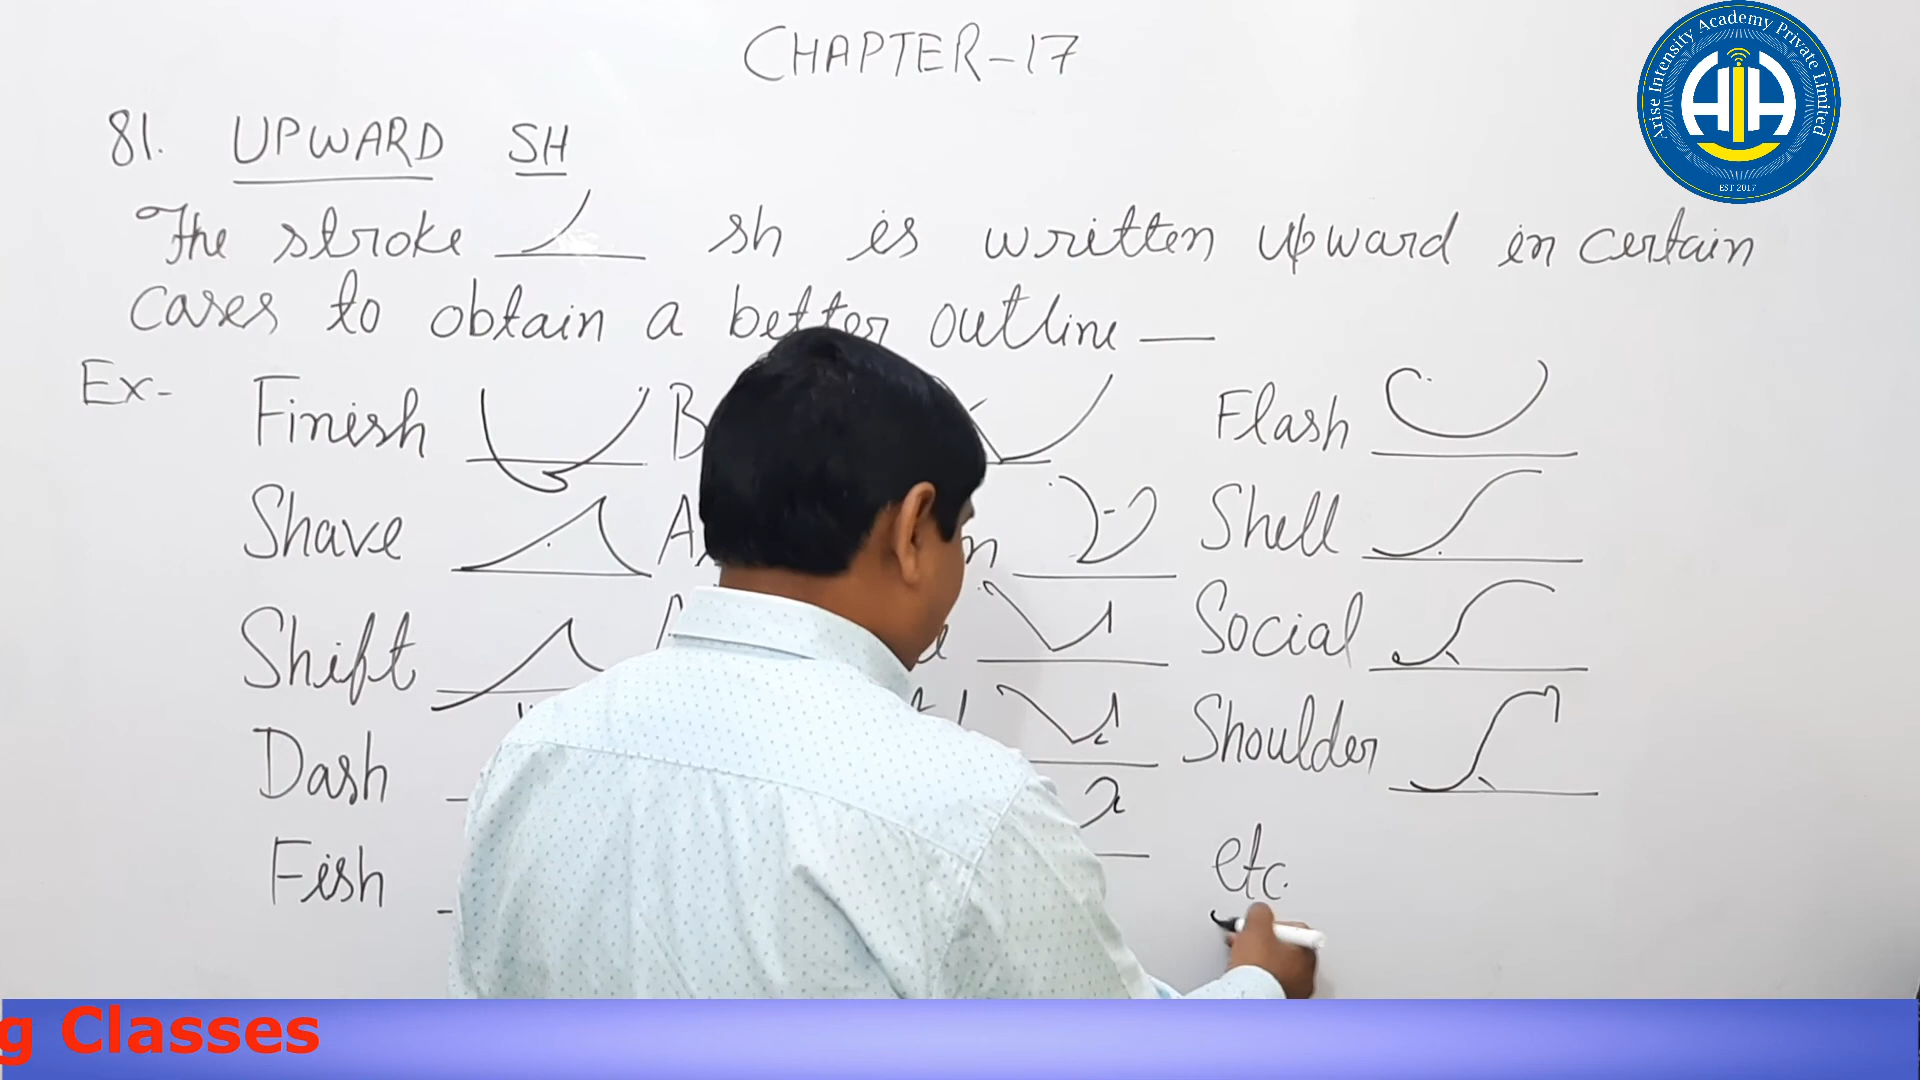 CHAPTER-17
81. UPWARD SH
The stroke sh is written upward in certain
cases to obtain a better outline —
Ex- Finish Flash
Shave Shell
Shift Social
Dash Shoulder
Fish etc.
Arise Intensity Academy Private Limited
AIA
EST 2017
g Classes